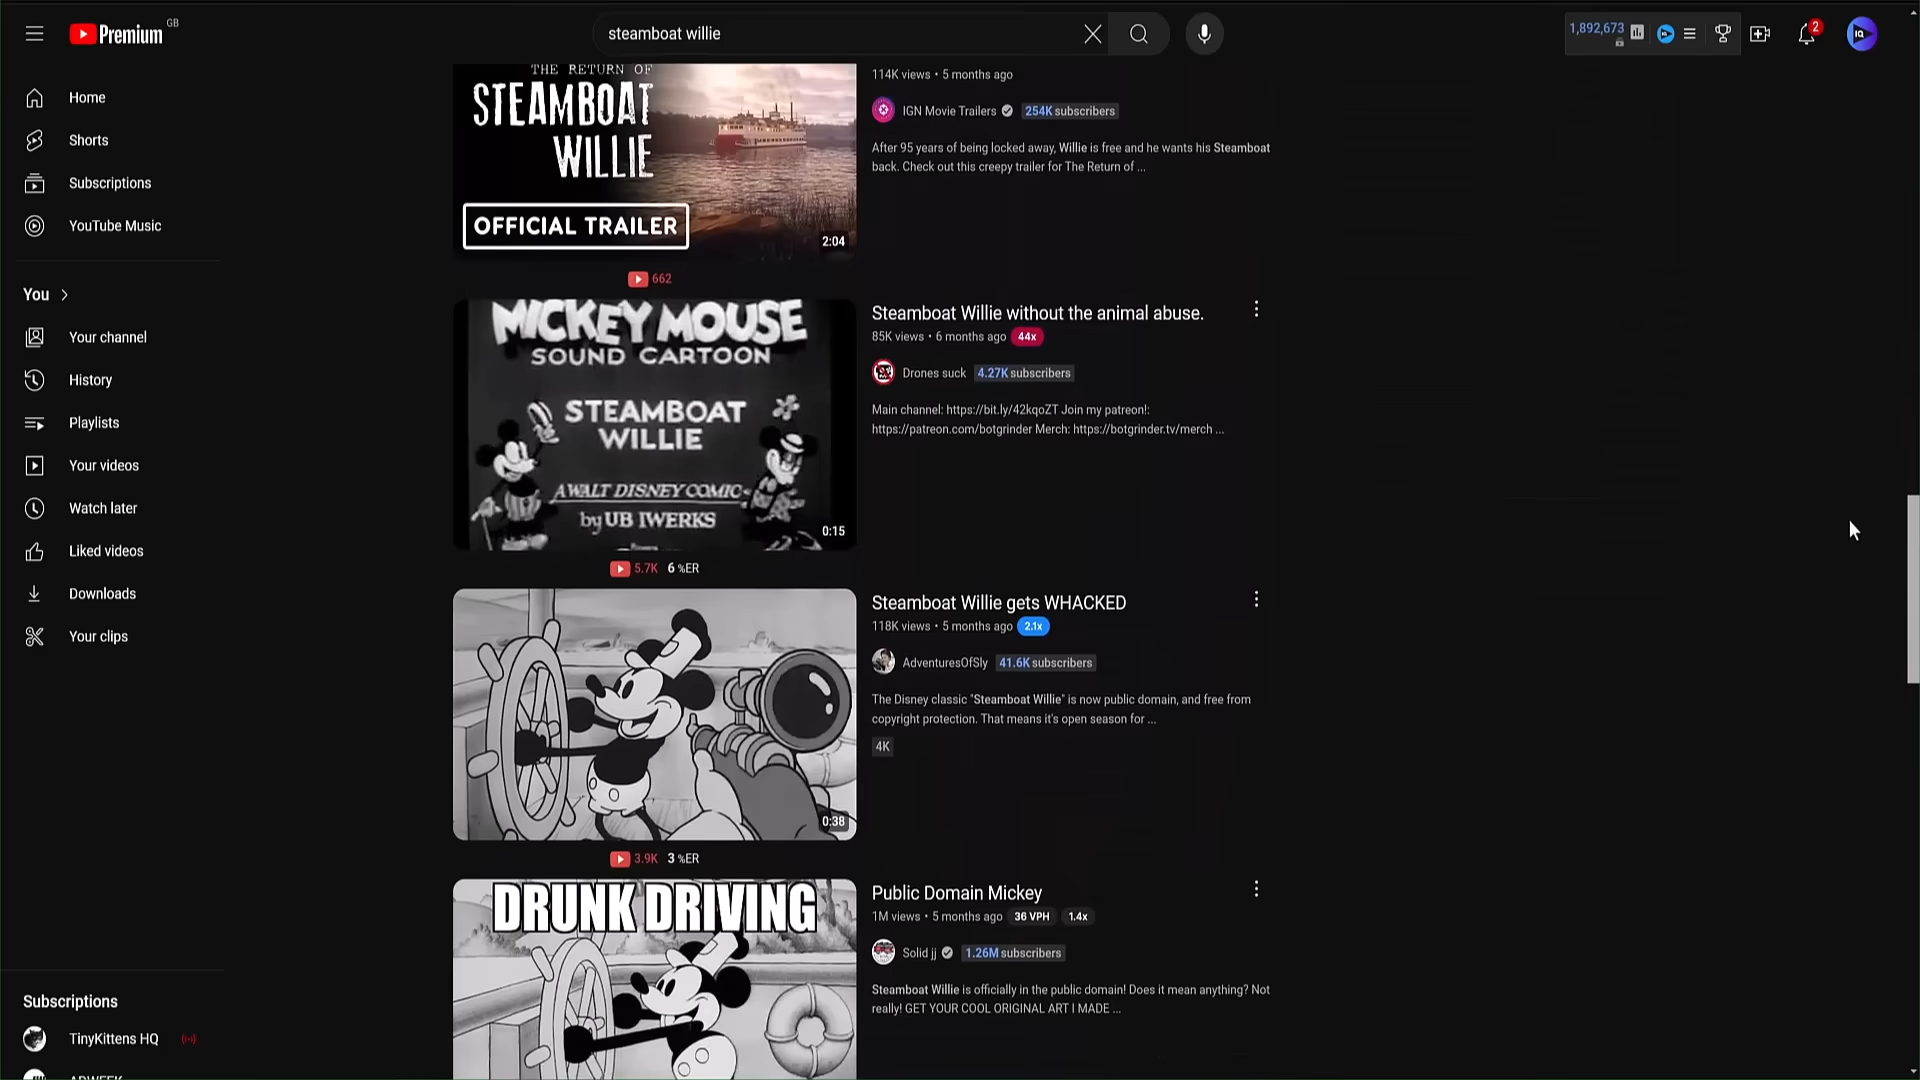 Premium GB
steamboat willie
1,892,673
2
IQ
Home
Shorts
Subscriptions
YouTube Music
You
Your channel
History
Playlists
Your videos
Watch later
Liked videos
Downloads
Your clips
Subscriptions
TinyKittens HQ
THE RETURN OF
STEAMBOAT
WILLIE
OFFICIAL TRAILER
2:04
114K views • 5 months ago
IGN Movie Trailers 254K subscribers
After 95 years of being locked away, Willie is free and he wants his Steamboat
back. Check out this creepy trailer for The Return of ...
662
MICKEY MOUSE
SOUND CARTOON
STEAMBOAT
WILLIE
A WALT DISNEY COMIC
by UB IWERKS
0:15
Steamboat Willie without the animal abuse.
85K views • 6 months ago 44x
Drones suck 4.27K subscribers
Main channel: https://bit.ly/42kqoZT Join my patreon!:
https://patreon.com/botgrinder Merch: https://botgrinder.tv/merch ...
5.7K 6 %ER
0:38
Steamboat Willie gets WHACKED
118K views • 5 months ago 2.1x
AdventuresOfSly 41.6K subscribers
The Disney classic "Steamboat Willie" is now public domain, and free from
copyright protection. That means it's open season for ...
4K
3.9K 3 %ER
DRUNK DRIVING
Public Domain Mickey
1M views • 5 months ago 36 VPH 1.4x
Solid jj 1.26M subscribers
Steamboat Willie is officially in the public domain! Does it mean anything? Not
really! GET YOUR COOL ORIGINAL ART I MADE ...